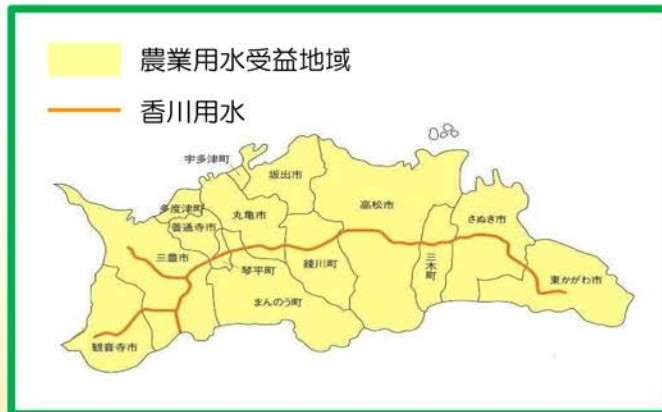 農業用水受益地域
香川用水
宇多津町
坂出市
多度津町
丸亀市
高松市
さぬき市
善通寺市
三豊市
琴平町
綾川町
三木町
東かがわ市
まんのう町
観音寺市